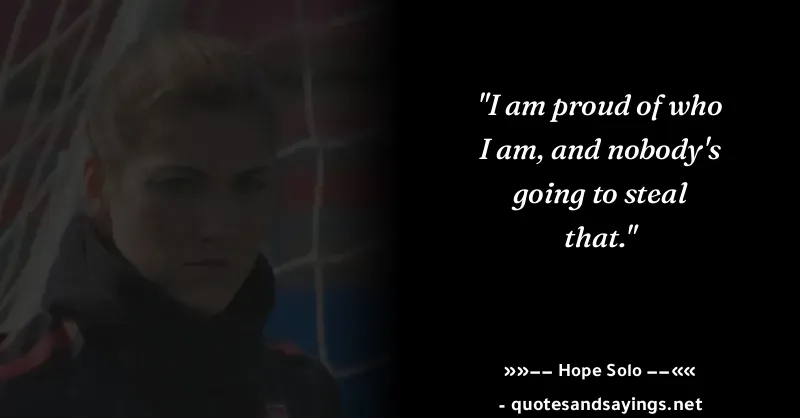 "I am proud of who
I am, and nobody's
going to steal
that."
»»−− Hope Solo −−««
- quotesandsayings.net